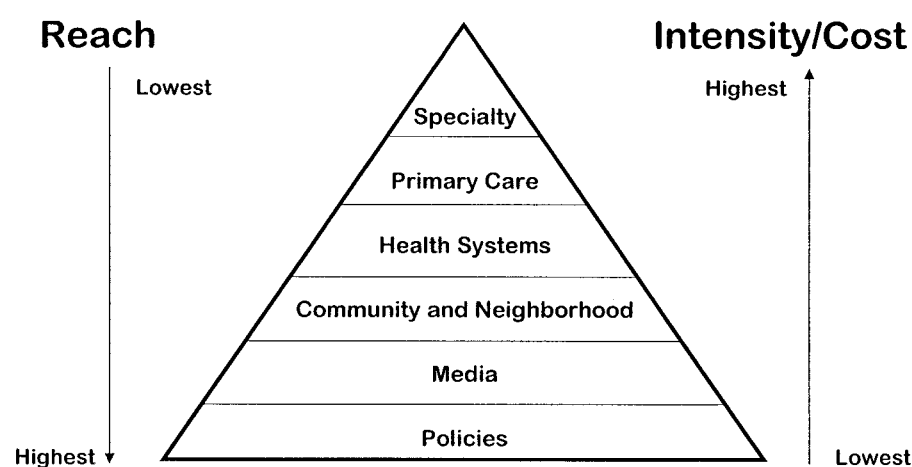 Reach
Intensity/Cost
Lowest
Highest
Specialty
Primary Care
Health Systems
Community and Neighborhood
Media
Policies
Highest
Lowest